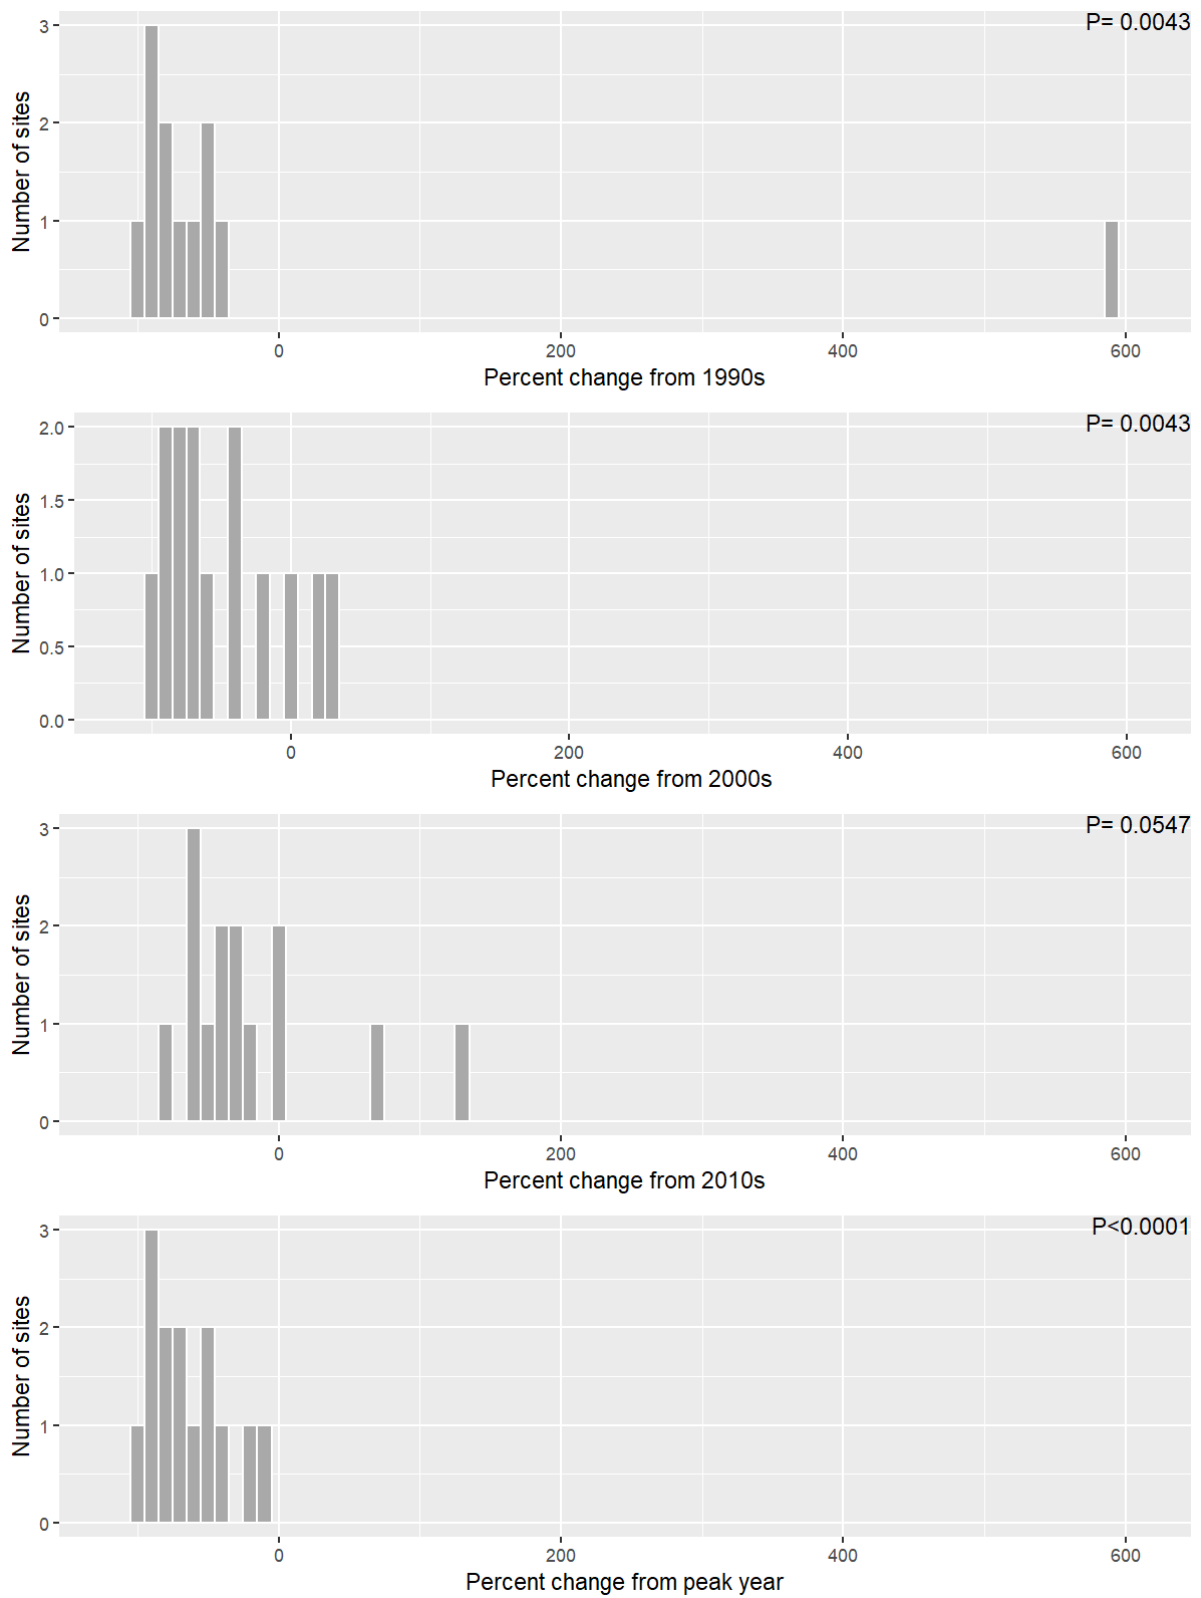 P= 0.0043
3
2
1
0
Number of sites
0 200 400 600
Percent change from 1990s
P= 0.0043
2.0
1.5
1.0
0.5
0.0
Number of sites
0 200 400 600
Percent change from 2000s
P= 0.0547
3
2
1
0
Number of sites
0 200 400 600
Percent change from 2010s
P<0.0001
3
2
1
0
Number of sites
0 200 400 600
Percent change from peak year